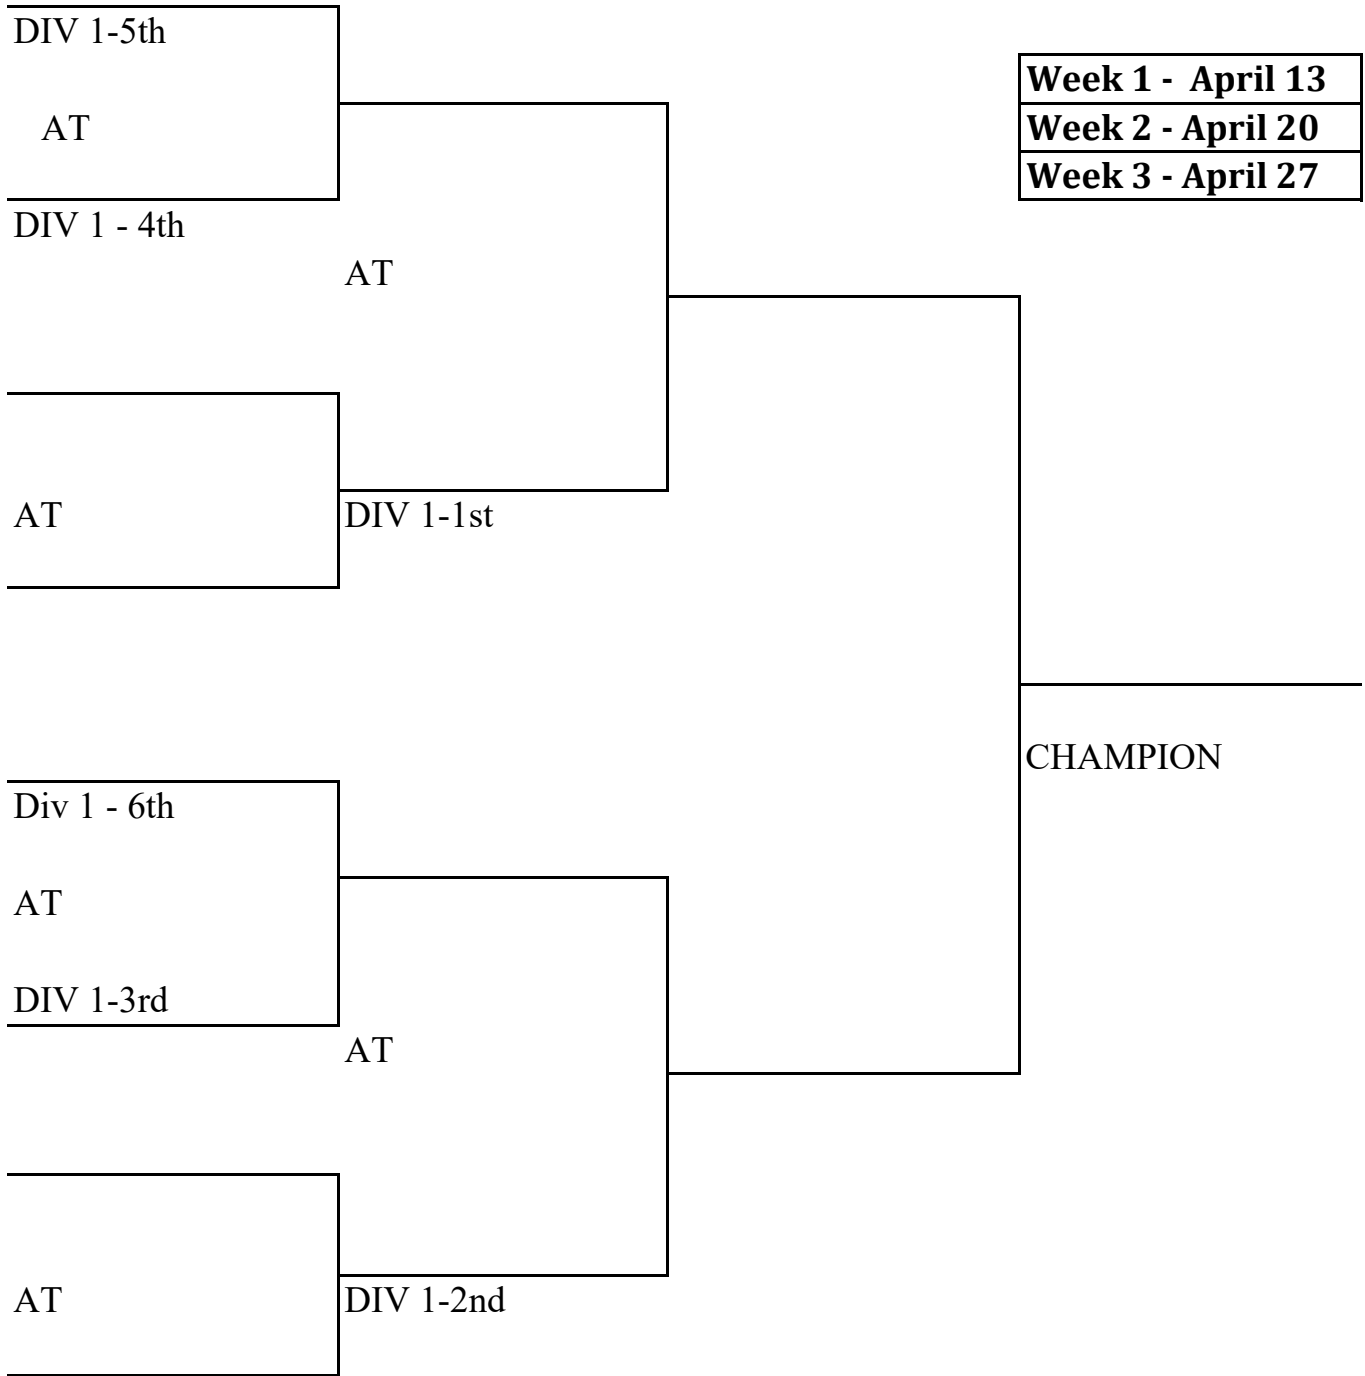 DIV 1-5th
Week 1 -  April 13
AT
Week 2 - April 20
Week 3 - April 27
DIV 1 - 4th
AT
AT
DIV 1-1st
CHAMPION
Div 1 - 6th
AT
DIV 1-3rd
AT
AT
DIV 1-2nd